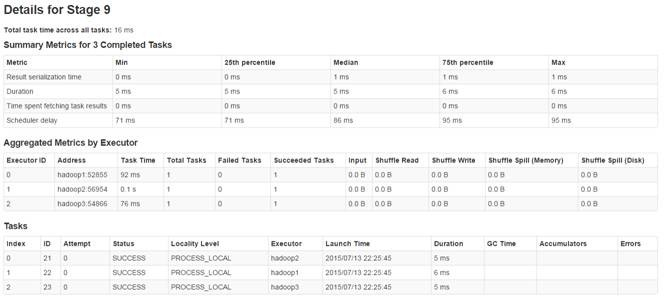 Details for Stage 9
Total task time across all tasks: 16 ms
Summary Metrics for 3 Completed Tasks
Metric Min 25th percentile Median 75th percentile Max
Result serialization time 0 ms 0 ms 1 ms 1 ms 1 ms
Duration 5 ms 5 ms 5 ms 6 ms 6 ms
Time spent fetching task results 0 ms 0 ms 0 ms 0 ms 0 ms
Scheduler delay 71 ms 71 ms 86 ms 95 ms 95 ms
Aggregated Metrics by Executor
Executor ID Address Task Time Total Tasks Failed Tasks Succeeded Tasks Input Shuffle Read Shuffle Write Shuffle Spill (Memory) Shuffle Spill (Disk)
0 hadoop1:52855 92 ms 1 0 1 0.0 B 0.0 B 0.0 B 0.0 B 0.0 B
1 hadoop2:56954 0.1 s 1 0 1 0.0 B 0.0 B 0.0 B 0.0 B 0.0 B
2 hadoop3:54866 76 ms 1 0 1 0.0 B 0.0 B 0.0 B 0.0 B 0.0 B
Tasks
Index ID Attempt Status Locality Level Executor Launch Time Duration GC Time Accumulators Errors
0 21 0 SUCCESS PROCESS_LOCAL hadoop2 2015/07/13 22:25:45 5 ms
1 22 0 SUCCESS PROCESS_LOCAL hadoop1 2015/07/13 22:25:45 6 ms
2 23 0 SUCCESS PROCESS_LOCAL hadoop3 2015/07/13 22:25:45 5 ms